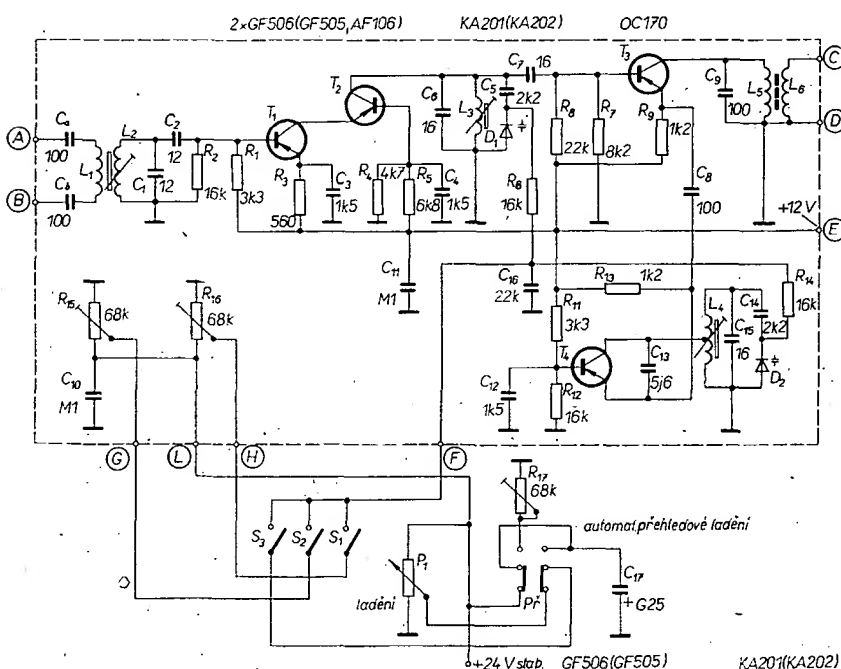 2×GF506(GF505,AF106) KA201(KA202) OC170
A
Ca
100
L1
L2
C1
12
C2
12
R2
16k
R1
3k3
T1
R3
560
C3
1k5
T2
R4
4k7
R5
6k8
C4
1k5
C6
16
L3
C5
2k2
D1
C7
16
R6
16k
R8
22k
R7
8k2
T3
R9
1k2
C8
100
C9
100
L5
L6
C
D
B
Cb
100
+12V
E
C11
M1
C16
22k
R13
1k2
R14
16k
R15
68k
R16
68k
C10
M1
R11
3k3
T4
C12
1k5
R12
16k
C13
5j6
L4
C15
16
C14
2k2
D2
G
L
H
F
R17
68k
automat. přehledové ladění
S3
S2
S1
P1
ladění
Př
C17
+G25
+24 V stab. GF506(GF505) KA201(KA202)